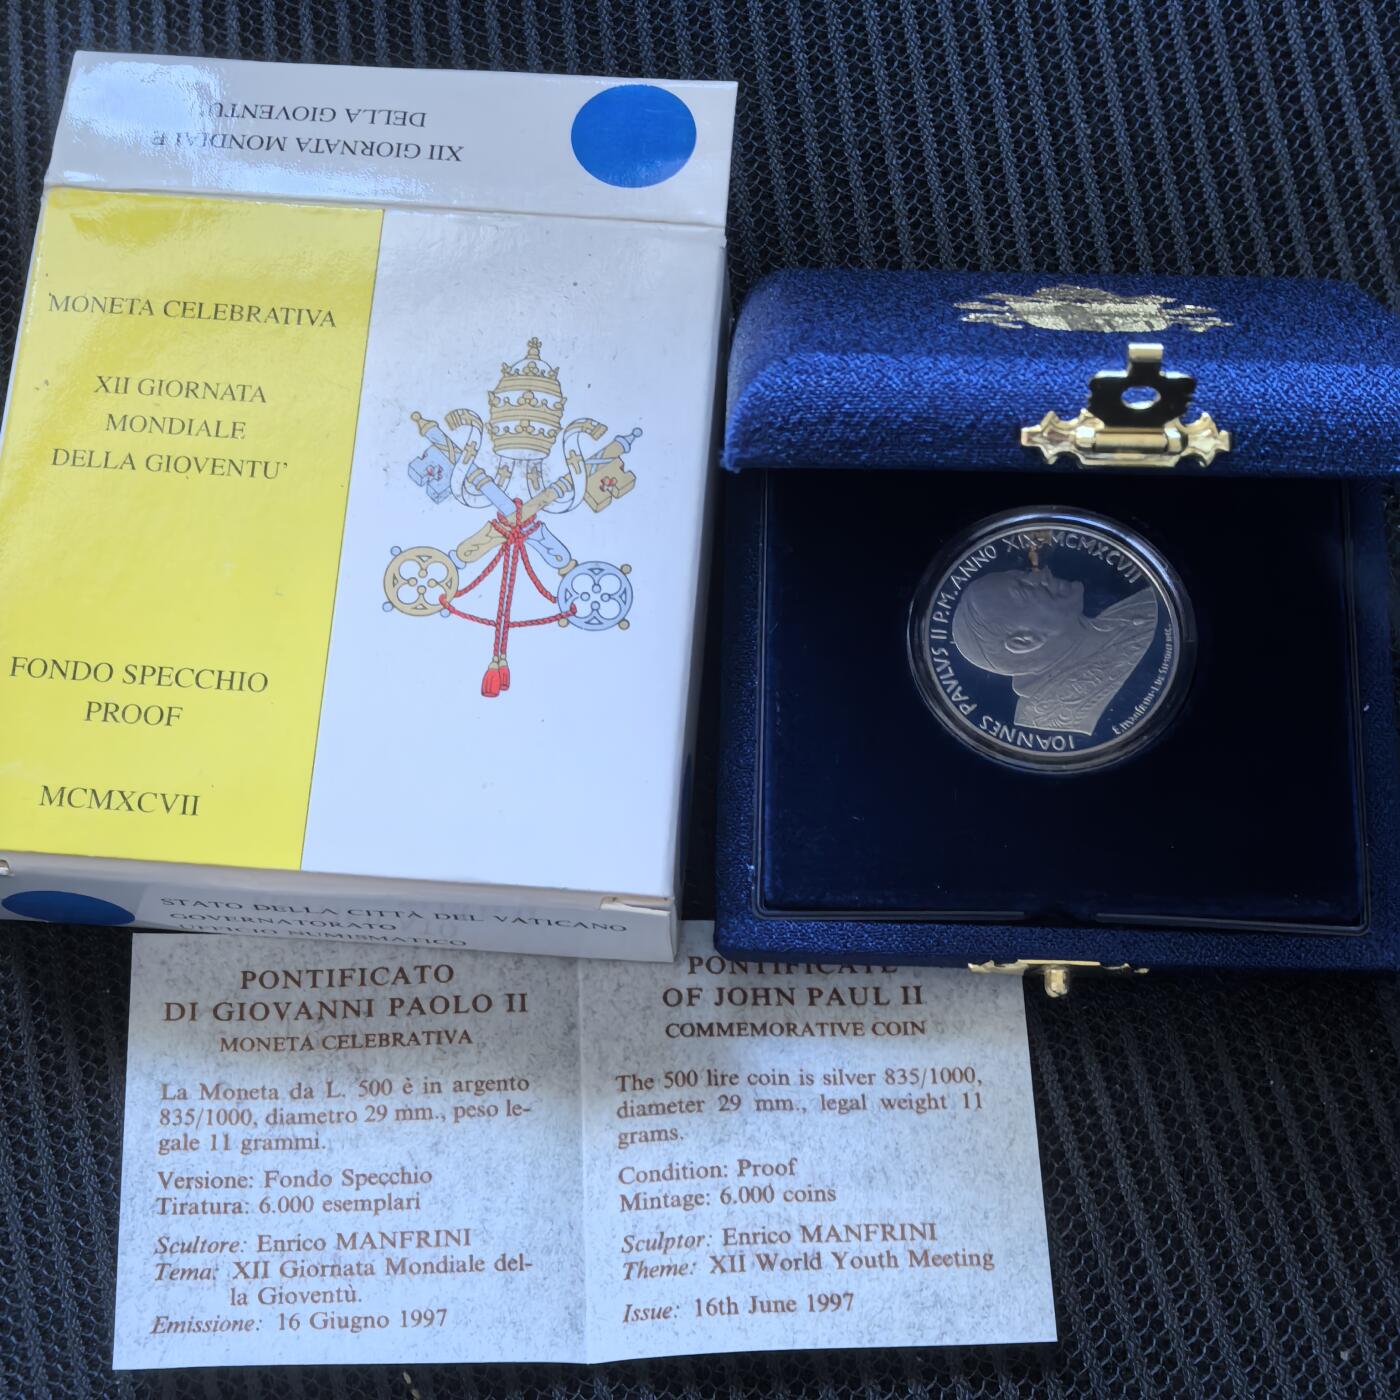 XII GIORNATA MONDIALE
DELLA GIOVENTU'
MONETA CELEBRATIVA
XII GIORNATA
MONDIALE
DELLA GIOVENTU'
FONDO SPECCHIO
PROOF
MCMXCVII
STATO DELLA CITTÀ DEL VATICANO
GOVERNATORATO
UFFICIO NUMISMATICO
IOANNES PAVLVS II P.M. ANNO XIX MCMXCVII
PONTIFICATO
DI GIOVANNI PAOLO II
MONETA CELEBRATIVA
La Moneta da L. 500 è in argento
835/1000, diametro 29 mm., peso le-
gale 11 grammi.
Versione: Fondo Specchio
Tiratura: 6.000 esemplari
Scultore: Enrico MANFRINI
Tema: XII Giornata Mondiale del-
la Gioventù.
Emissione: 16 Giugno 1997
PONTIFICATE
OF JOHN PAUL II
COMMEMORATIVE COIN
The 500 lire coin is silver 835/1000,
diameter 29 mm., legal weight 11
grams.
Condition: Proof
Mintage: 6.000 coins
Sculptor: Enrico MANFRINI
Theme: XII World Youth Meeting
Issue: 16th June 1997